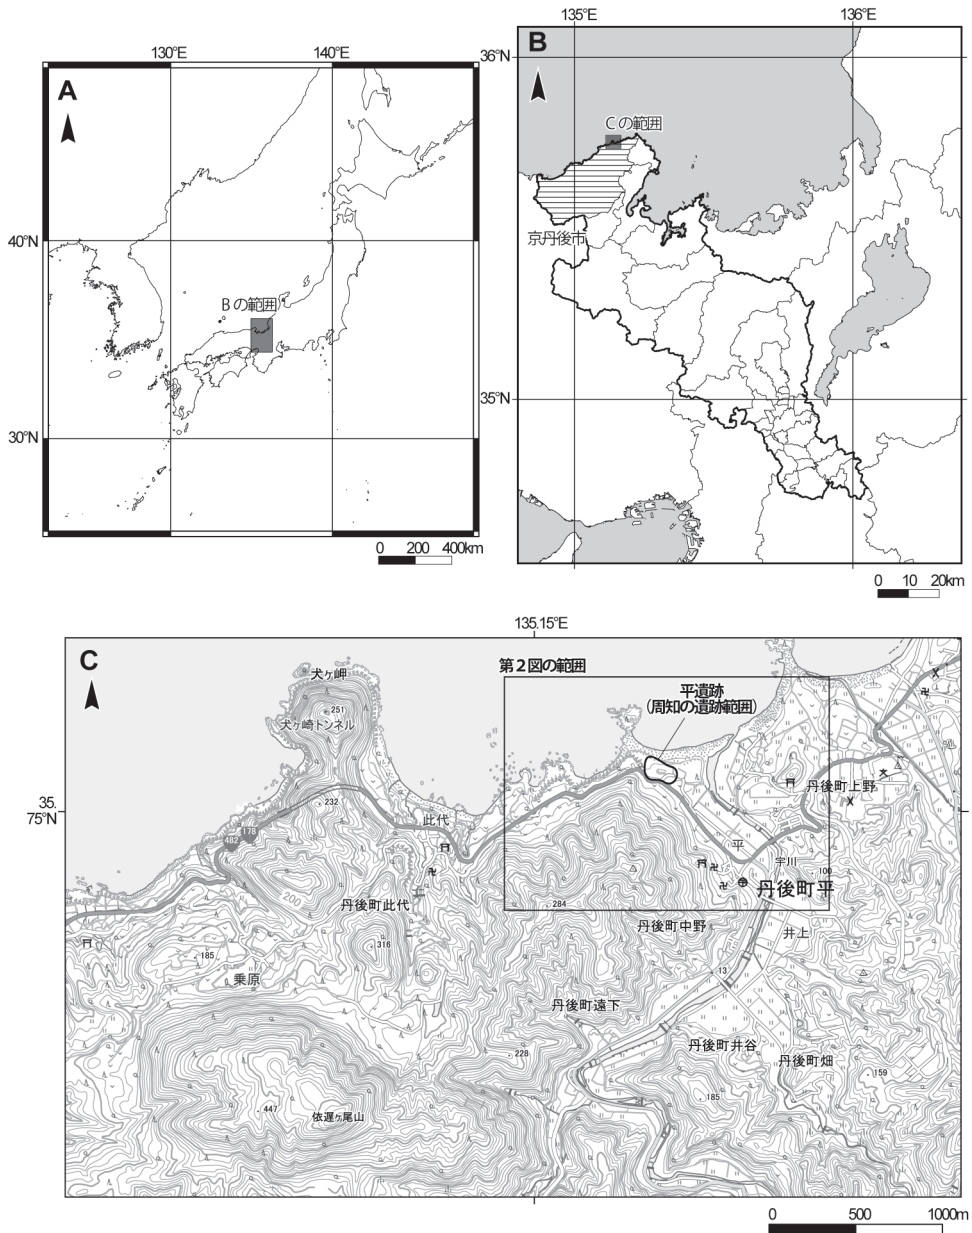 130°E
140°E
A
40°N
Bの範囲
30°N
0 200 400km
135°E
136°E
B
36°N
Cの範囲
京丹後市
35°N
0 10 20km
135.15°E
C
第2図の範囲
犬ヶ岬
平遺跡
(周知の遺跡範囲)
251
犬ヶ崎トンネル
丹後町上野
232
35.
75°N
此代
178
482
平
宇川
100
丹後町平
200
丹後町此代
284
丹後町中野
井上
316
185
乗原
13
丹後町遠下
丹後町井谷
228
丹後町畑
159
185
447
依遅ヶ尾山
0 500 1000m